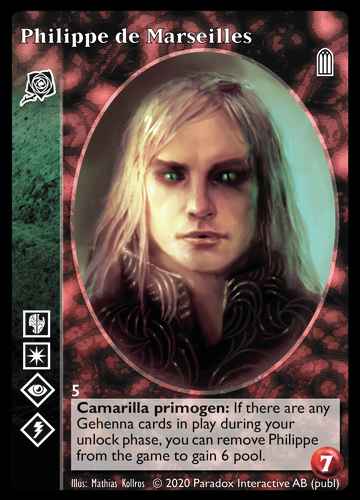 Philippe de Marseilles
5
Camarilla primogen: If there are any
Gehenna cards in play during your
unlock phase, you can remove Philippe
from the game to gain 6 pool.
7
Illus: Mathias Kollros © 2020 Paradox Interactive AB (publ)